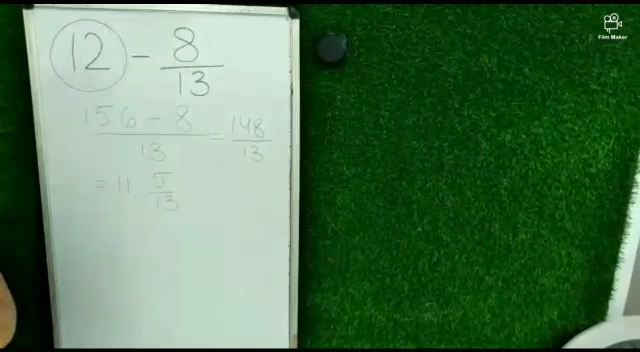 12 - 8/13
156 - 8/13 = 148/13
= 11 5/13
Film Maker